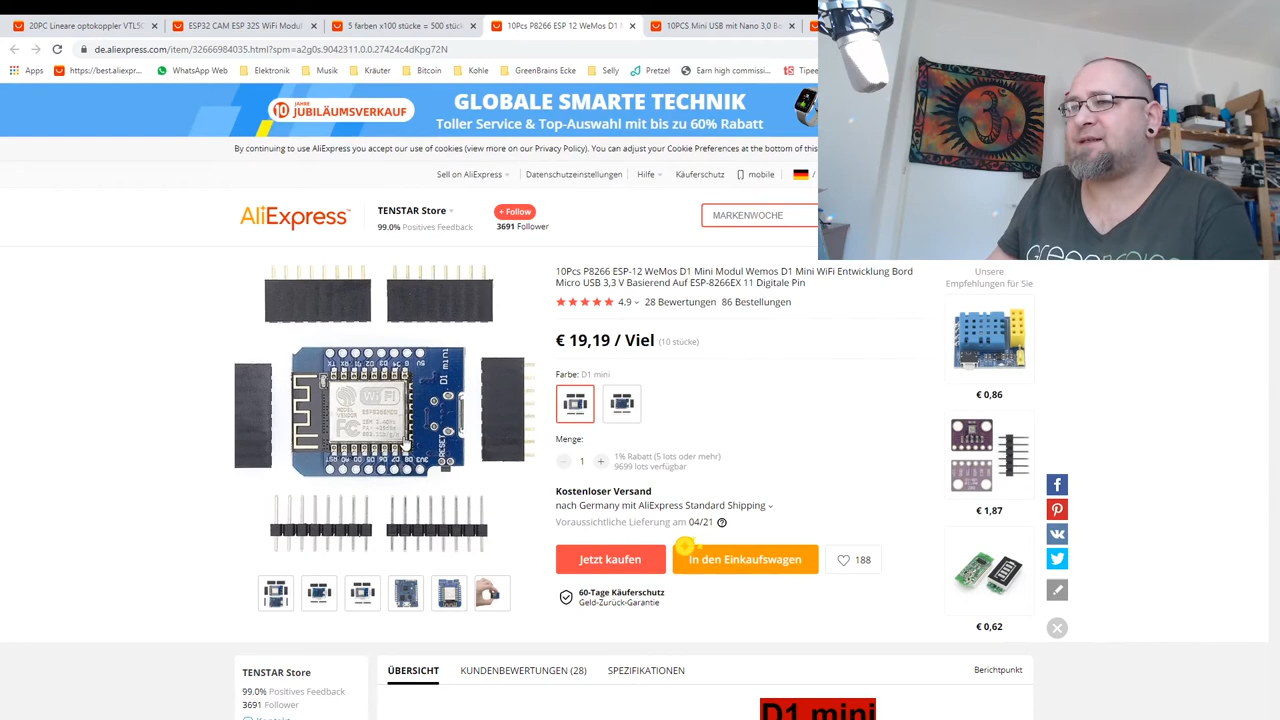 20PC Lineare optokoppler VTL5C
ESP32 CAM ESP 32S WiFi Modul
5 farben x100 stücke = 500 stück
10Pcs P8266 ESP 12 WeMos D1
10PCS Mini USB mit Nano 3,0 Bo
de.aliexpress.com/item/32666984035.html?spm=a2g0s.9042311.0.0.27424c4dKpg72N
Apps
https://best.aliexpr...
WhatsApp Web
Elektronik
Musik
Kräuter
Bitcoin
Kohle
GreenBrains Ecke
Selly
Pretzel
Earn high commissi...
Tipee
10 JAHRE
JUBILÄUMSVERKAUF
GLOBALE SMARTE TECHNIK
Toller Service & Top-Auswahl mit bis zu 60% Rabatt
By continuing to use AliExpress you accept our use of cookies (view more on our Privacy Policy). You can adjust your Cookie Preferences at the bottom of this
Sell on AliExpress
Datenschutzeinstellungen
Hilfe
Käuferschutz
mobile
/
AliExpress™
TENSTAR Store
99.0% Positives Feedback
+ Follow
3691 Follower
MARKENWOCHE
10Pcs P8266 ESP-12 WeMos D1 Mini Modul Wemos D1 Mini WiFi Entwicklung Bord
Micro USB 3,3 V Basierend Auf ESP-8266EX 11 Digitale Pin
4.9
28 Bewertungen
86 Bestellungen
€ 19,19 / Viel (10 stücke)
Farbe: D1 mini
Menge:
1
1% Rabatt (5 lots oder mehr)
9699 lots verfügbar
Kostenloser Versand
nach Germany mit AliExpress Standard Shipping
Voraussichtliche Lieferung am 04/21
Jetzt kaufen
In den Einkaufswagen
188
60-Tage Käuferschutz
Geld-Zurück-Garantie
Unsere
Empfehlungen für Sie
€ 0,86
€ 1,87
€ 0,62
D1 mini
WiFi
RESET
TENSTAR Store
99.0% Positives Feedback
3691 Follower
Kontakt
ÜBERSICHT
KUNDENBEWERTUNGEN (28)
SPEZIFIKATIONEN
Berichtpunkt
D1 mini